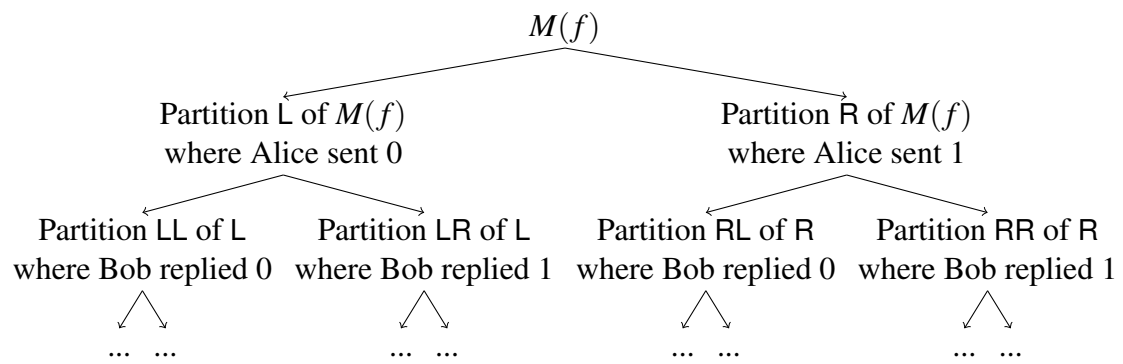 M(f)
Partition L of M(f)
where Alice sent 0
Partition R of M(f)
where Alice sent 1
Partition LL of L
where Bob replied 0
Partition LR of L
where Bob replied 1
Partition RL of R
where Bob replied 0
Partition RR of R
where Bob replied 1
... ... ... ... ... ... ... ...